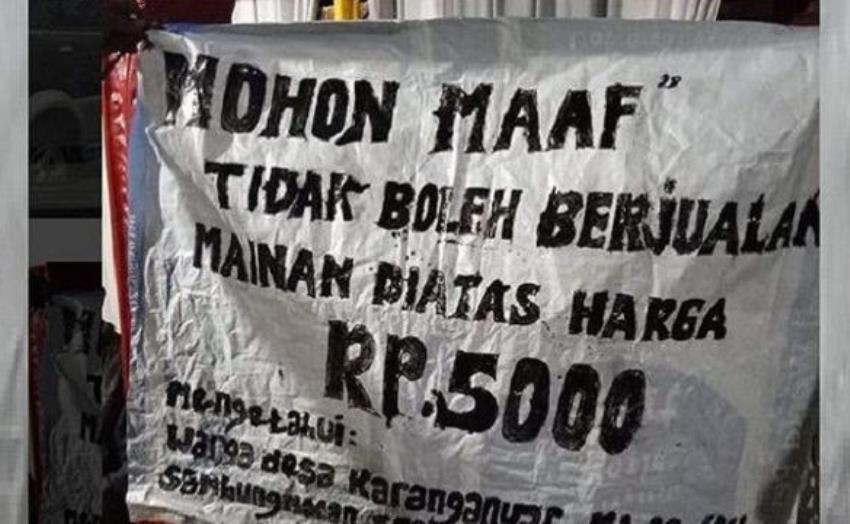 MOHON MAAF"
TIDAK BOLEH BERJUALAN
MAINAN DIATAS HARGA
RP.5000
mengetahui:
warga desa Karanganyar